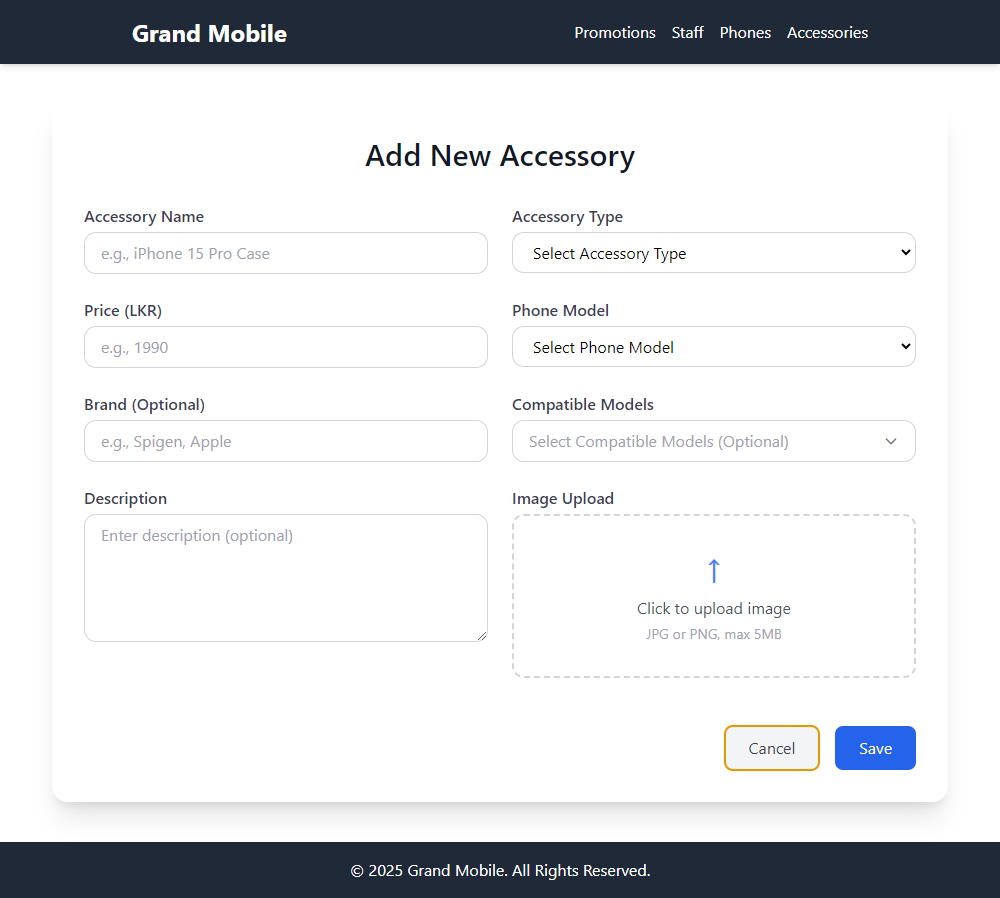 Grand Mobile
Promotions Staff Phones Accessories
Add New Accessory
Accessory Name
e.g., iPhone 15 Pro Case
Accessory Type
Select Accessory Type
Price (LKR)
e.g., 1990
Phone Model
Select Phone Model
Brand (Optional)
e.g., Spigen, Apple
Compatible Models
Select Compatible Models (Optional)
Description
Enter description (optional)
Image Upload
↑
Click to upload image
JPG or PNG, max 5MB
Cancel
Save
© 2025 Grand Mobile. All Rights Reserved.